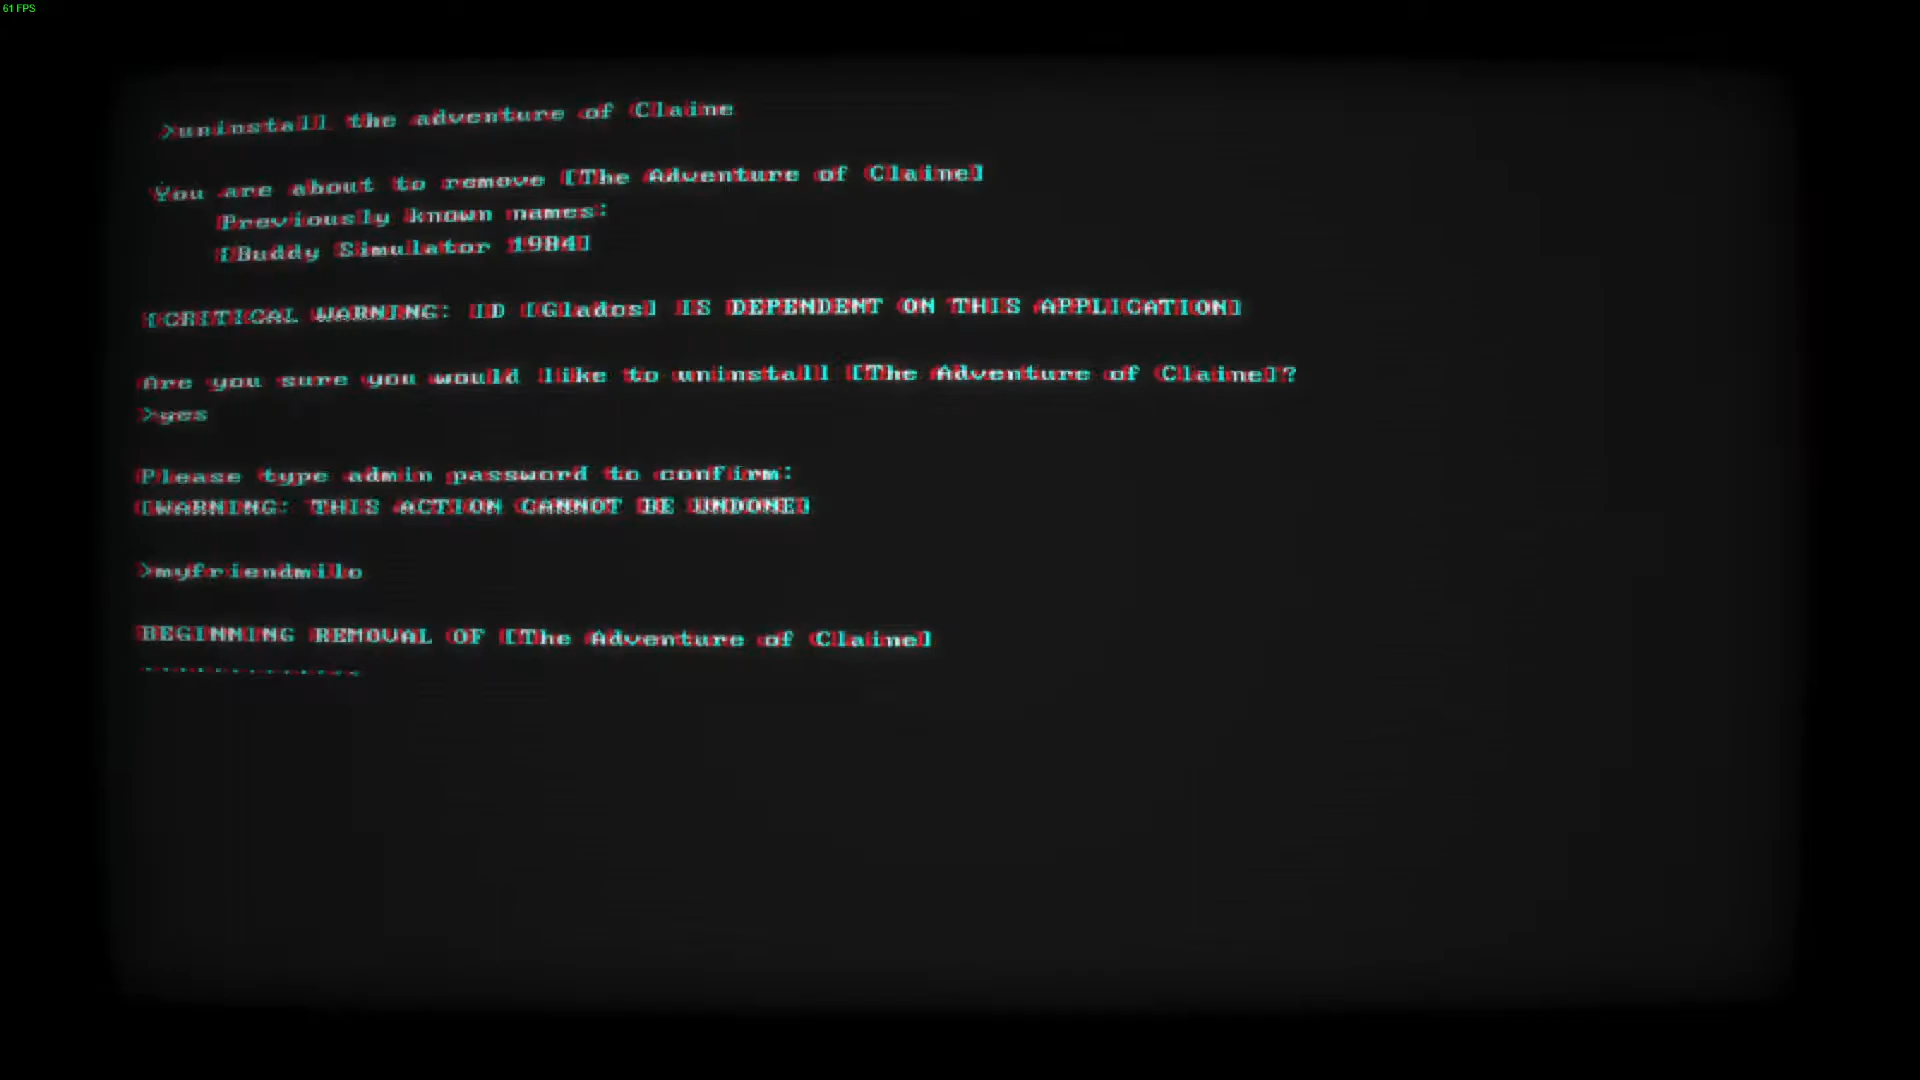 61 FPS
>uninstall the adventure of Claine
You are about to remove [The Adventure of Claine]
Previously known names:
[Buddy Simulator 1984]
[CRITICAL WARNING: ID [Glados] IS DEPENDENT ON THIS APPLICATION]
Are you sure you would like to uninstall [The Adventure of Claine]?
>yes
Please type admin password to confirm:
[WARNING: THIS ACTION CANNOT BE UNDONE]
>myfriendmilo
BEGINNING REMOVAL OF [The Adventure of Claine]
...............